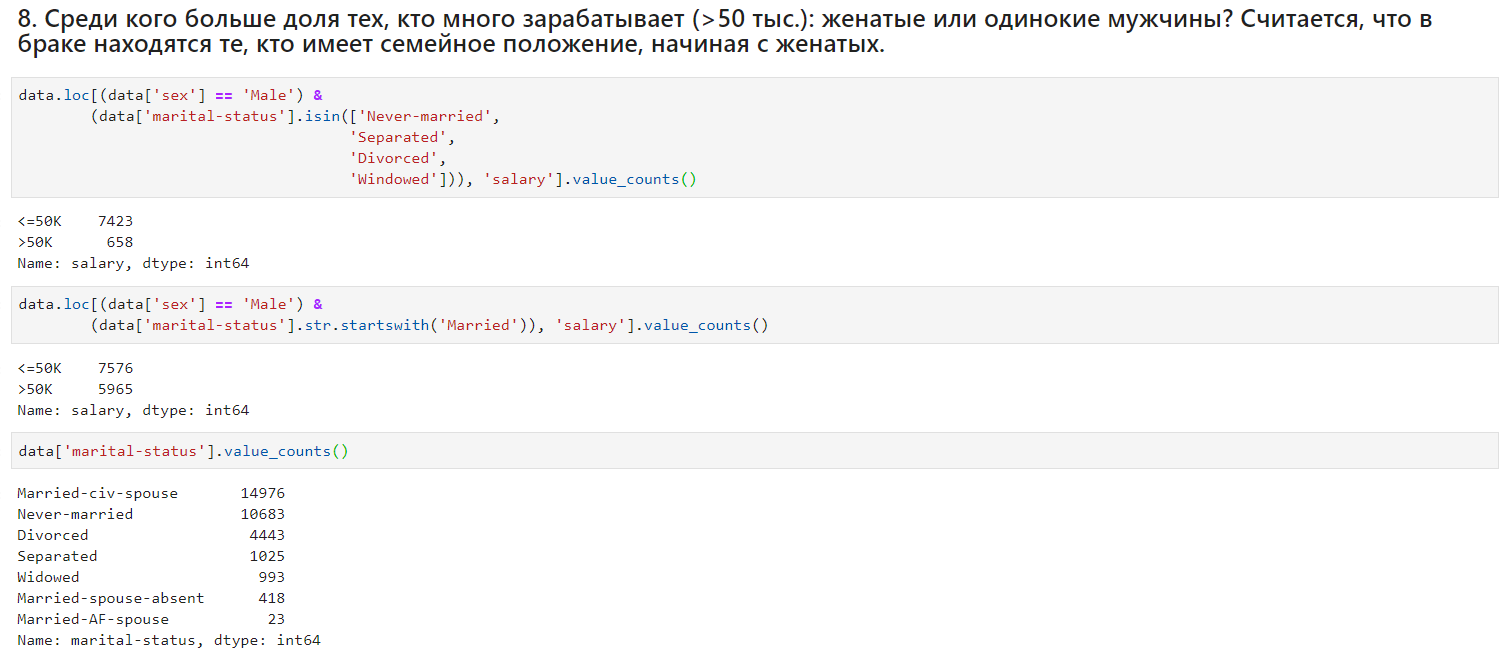 8. Среди кого больше доля тех, кто много зарабатывает (>50 тыс.): женатые или одинокие мужчины? Считается, что в
браке находятся те, кто имеет семейное положение, начиная с женатых.
data.loc[(data['sex'] == 'Male') &
        (data['marital-status'].isin(['Never-married',
                                     'Separated',
                                     'Divorced',
                                     'Windowed'])), 'salary'].value_counts()
<=50K    7423
>50K      658
Name: salary, dtype: int64
data.loc[(data['sex'] == 'Male') &
        (data['marital-status'].str.startswith('Married')), 'salary'].value_counts()
<=50K    7576
>50K     5965
Name: salary, dtype: int64
data['marital-status'].value_counts()
Married-civ-spouse       14976
Never-married            10683
Divorced                  4443
Separated                 1025
Widowed                    993
Married-spouse-absent      418
Married-AF-spouse           23
Name: marital-status, dtype: int64